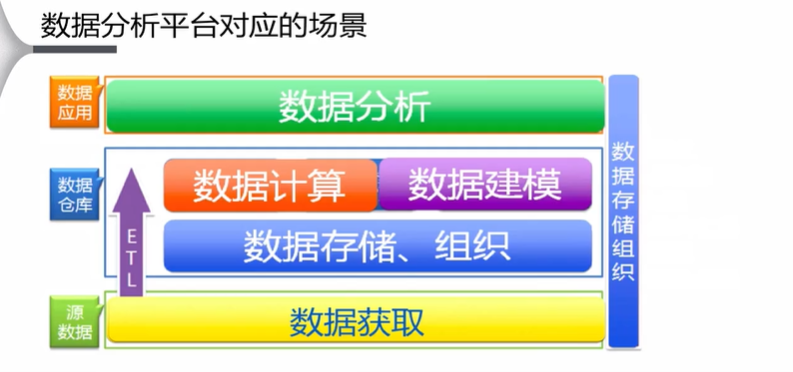 数据分析平台对应的场景
数据
应用
数据分析
数据
仓库
ETL
数据计算
数据建模
数据存储、组织
源
数据
数据获取
数据存储组织